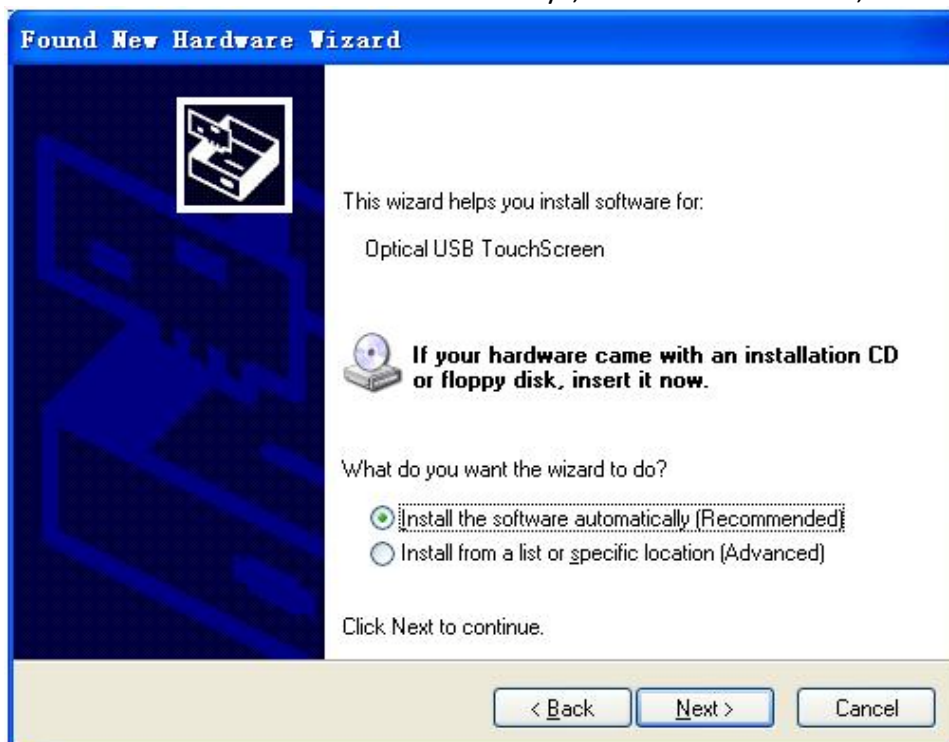 Found New Hardware Wizard
This wizard helps you install software for:
Optical USB TouchScreen
If your hardware came with an installation CD
or floppy disk, insert it now.
What do you want the wizard to do?
Install the software automatically (Recommended)
Install from a list or specific location (Advanced)
Click Next to continue.
< Back
Next >
Cancel